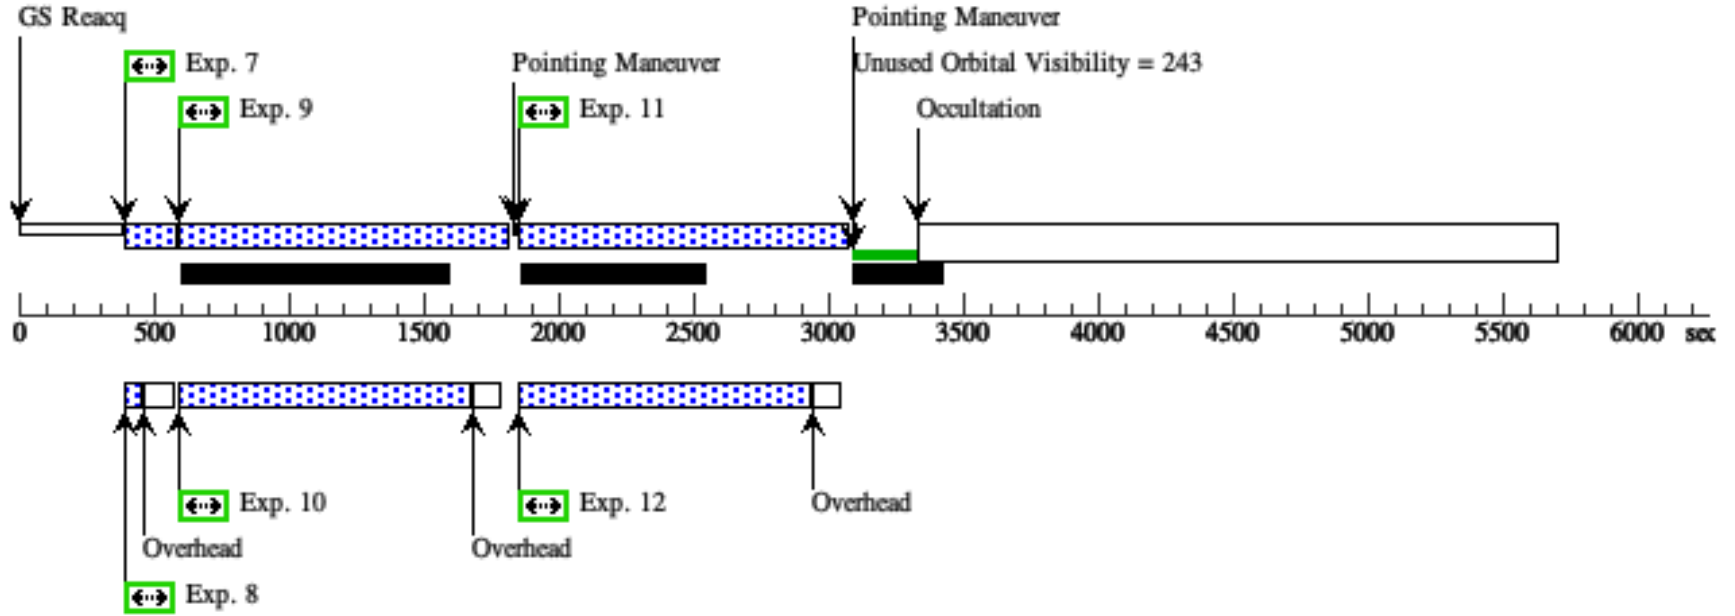 GS Reacq
Pointing Maneuver
Exp. 7
Pointing Maneuver
Unused Orbital Visibility = 243
Exp. 9
Exp. 11
Occultation
0 500 1000 1500 2000 2500 3000 3500 4000 4500 5000 5500 6000 sec
Exp. 10
Exp. 12
Overhead
Overhead
Overhead
Exp. 8